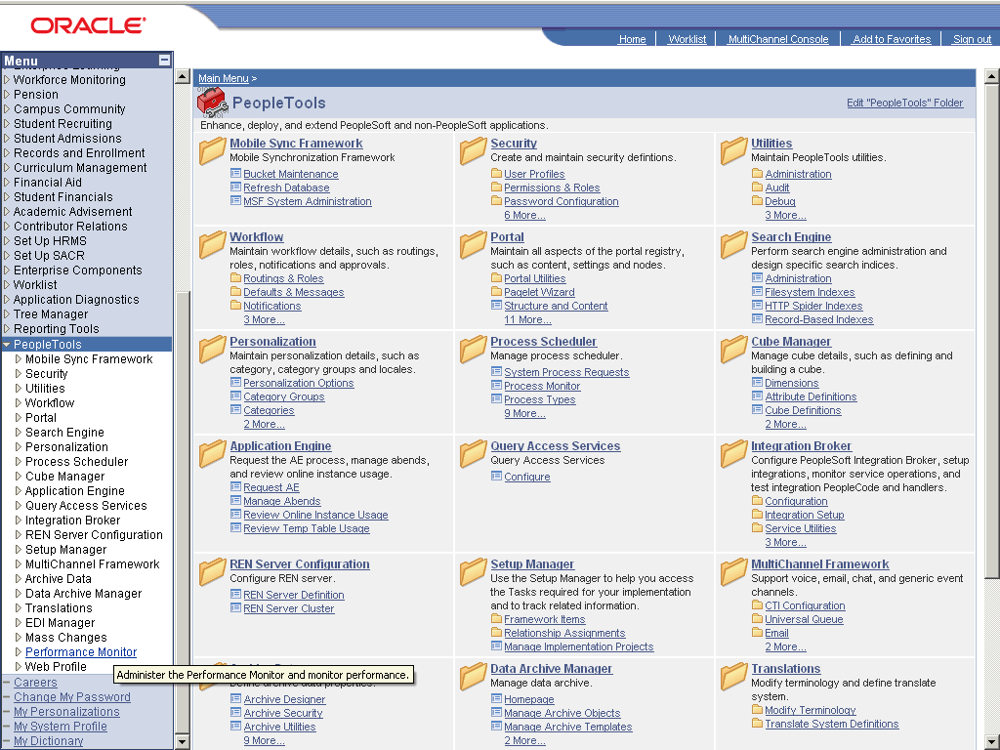 ORACLE®
Home
Worklist
MultiChannel Console
Add to Favorites
Sign out
Menu
Enterprise Learning
Workforce Monitoring
Pension
Campus Community
Student Recruiting
Student Admissions
Records and Enrollment
Curriculum Management
Financial Aid
Student Financials
Academic Advisement
Contributor Relations
Set Up HRMS
Set Up SACR
Enterprise Components
Worklist
Application Diagnostics
Tree Manager
Reporting Tools
PeopleTools
Mobile Sync Framework
Security
Utilities
Workflow
Portal
Search Engine
Personalization
Process Scheduler
Cube Manager
Application Engine
Query Access Services
Integration Broker
REN Server Configuration
Setup Manager
MultiChannel Framework
Archive Data
Data Archive Manager
Translations
EDI Manager
Mass Changes
Performance Monitor
Web Profile
Careers
Change My Password
My Personalizations
My System Profile
My Dictionary
Administer the Performance Monitor and monitor performance.
Main Menu >
PeopleTools
Edit "PeopleTools" Folder
Enhance, deploy, and extend PeopleSoft and non-PeopleSoft applications.
Mobile Sync Framework
Mobile Synchronization Framework
Bucket Maintenance
Refresh Database
MSF System Administration
Security
Create and maintain security defintions.
User Profiles
Permissions & Roles
Password Configuration
6 More...
Utilities
Maintain PeopleTools utilities.
Administration
Audit
Debug
3 More...
Workflow
Maintain workflow details, such as routings,
roles, notifications and approvals.
Routings & Roles
Defaults & Messages
Notifications
3 More...
Portal
Maintain all aspects of the portal registry,
such as content, settings and nodes.
Portal Utilities
Pagelet Wizard
Structure and Content
11 More...
Search Engine
Perform search engine administration and
design specific search indices.
Administration
Filesystem Indexes
HTTP Spider Indexes
Record-Based Indexes
Personalization
Maintain personalization details, such as
category, category groups and locales.
Personalization Options
Category Groups
Categories
2 More...
Process Scheduler
Manage process scheduler.
System Process Requests
Process Monitor
Process Types
9 More...
Cube Manager
Manage cube details, such as defining and
building a cube.
Dimensions
Attribute Definitions
Cube Definitions
2 More...
Application Engine
Request the AE process, manage abends,
and review online instance usage.
Request AE
Manage Abends
Review Online Instance Usage
Review Temp Table Usage
Query Access Services
Query Access Services
Configure
Integration Broker
Configure PeopleSoft Integration Broker, setup
integrations, monitor service operations, and
test integration PeopleCode and handlers.
Configuration
Integration Setup
Service Utilities
3 More...
REN Server Configuration
Configure REN server.
REN Server Definition
REN Server Cluster
Setup Manager
Use the Setup Manager to help you access
the Tasks required for your implementation
and to track related information.
Framework Items
Relationship Assignments
Manage Implementation Projects
MultiChannel Framework
Support voice, email, chat, and generic event
channels.
CTI Configuration
Universal Queue
Email
2 More...
Define archive data properties.
Archive Designer
Archive Security
Archive Utilities
9 More...
Data Archive Manager
Manage data archive.
Homepage
Manage Archive Objects
Manage Archive Templates
2 More...
Translations
Modify terminology and define translate
system.
Modify Terminology
Translate System Definitions